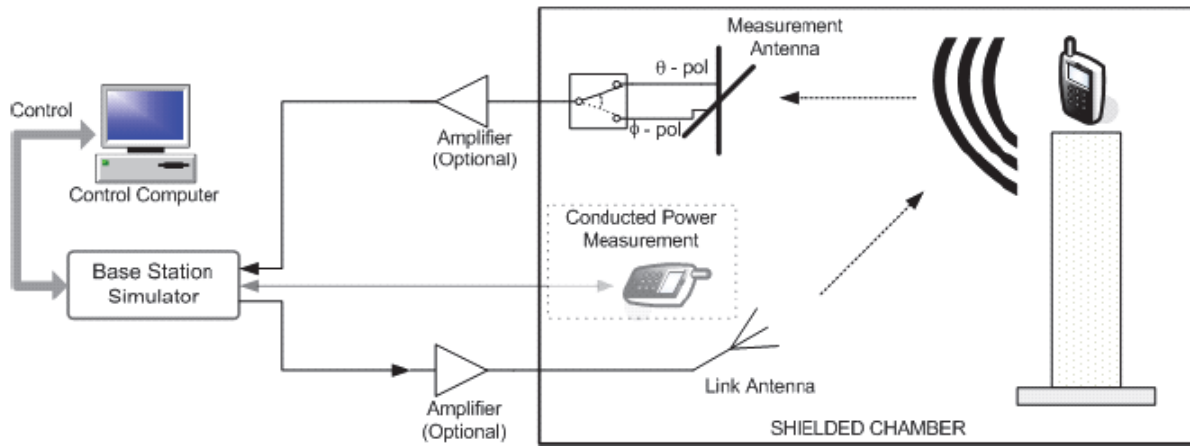 Control
Control Computer
Base Station
Simulator
Amplifier
(Optional)
θ - pol
ϕ - pol
Measurement
Antenna
Conducted Power
Measurement
Amplifier
(Optional)
Link Antenna
SHIELDED CHAMBER